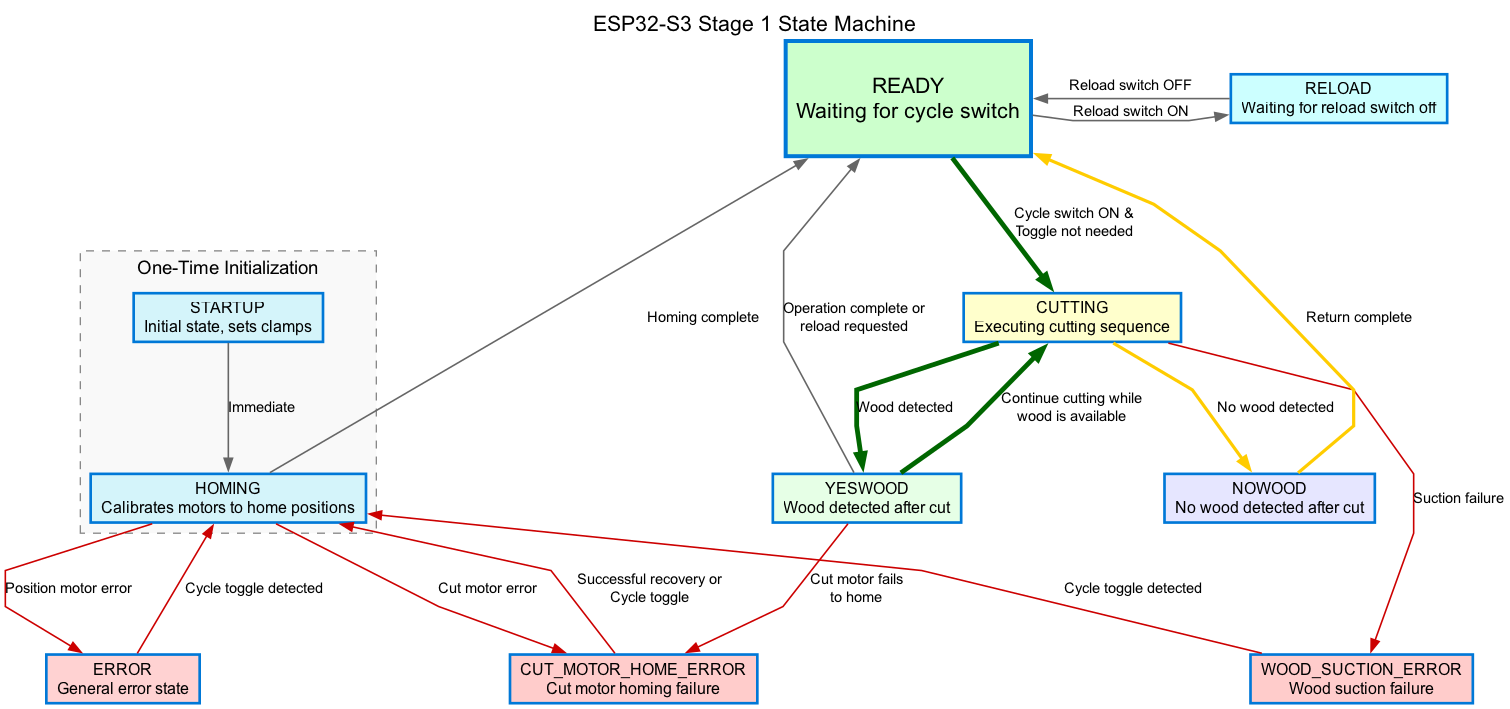 ESP32-S3 Stage 1 State Machine
READY
Waiting for cycle switch
Reload switch OFF
Reload switch ON
RELOAD
Waiting for reload switch off
Cycle switch ON &
Toggle not needed
One-Time Initialization
STARTUP
Initial state, sets clamps
Homing complete
Operation complete or
reload requested
CUTTING
Executing cutting sequence
Return complete
Immediate
Wood detected
Continue cutting while
wood is available
No wood detected
HOMING
Calibrates motors to home positions
YESWOOD
Wood detected after cut
NOWOOD
No wood detected after cut
Suction failure
Position motor error
Cycle toggle detected
Cut motor error
Successful recovery or
Cycle toggle
Cut motor fails
to home
Cycle toggle detected
ERROR
General error state
CUT_MOTOR_HOME_ERROR
Cut motor homing failure
WOOD_SUCTION_ERROR
Wood suction failure